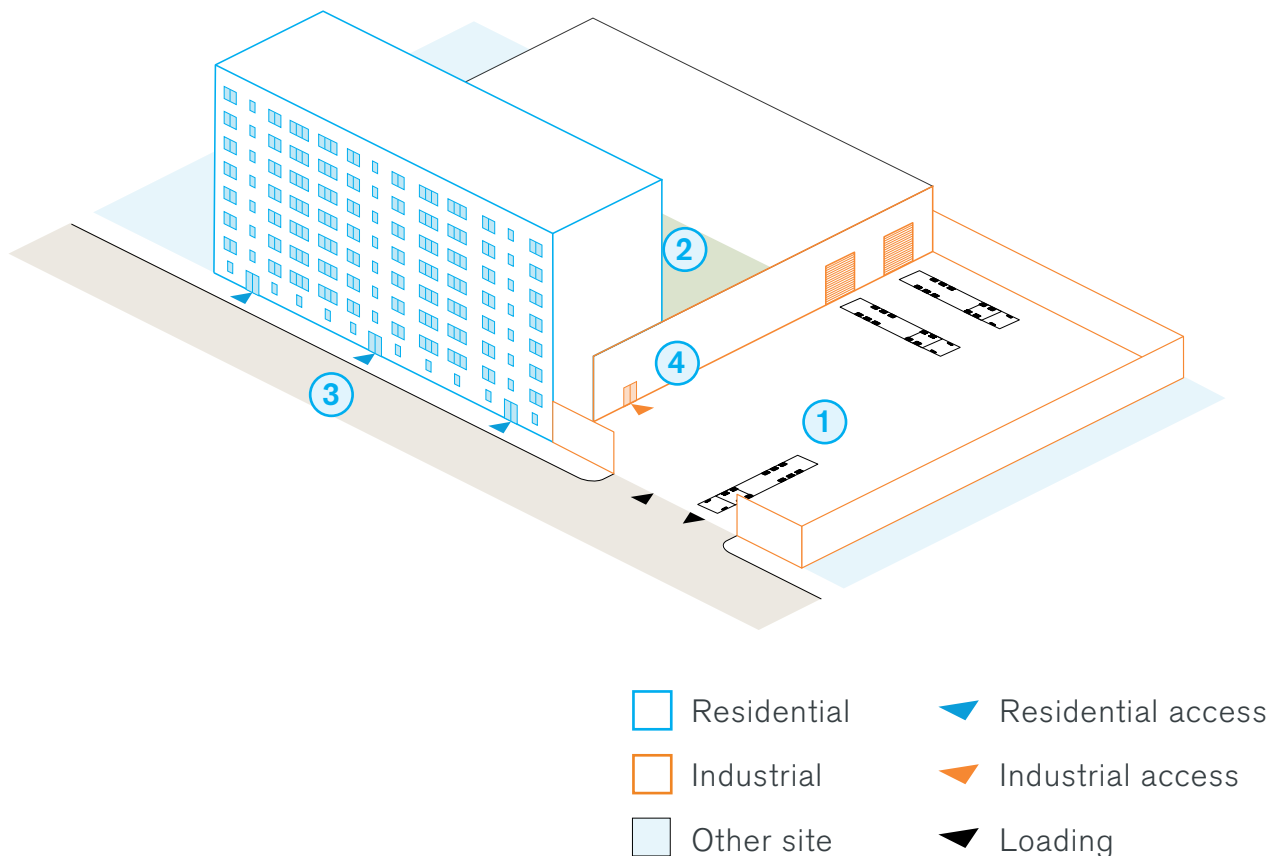 2
4
3
1
Residential
Residential access
Industrial
Industrial access
Other site
Loading